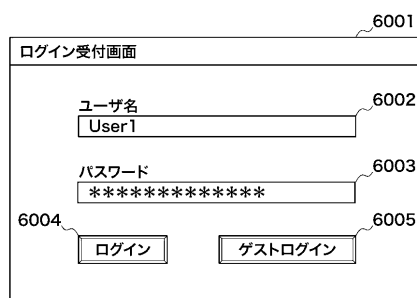 6001
ログイン受付画面
ユーザ名
6002
User1
パスワード
6003
*************
6004
6005
ログイン
ゲストログイン